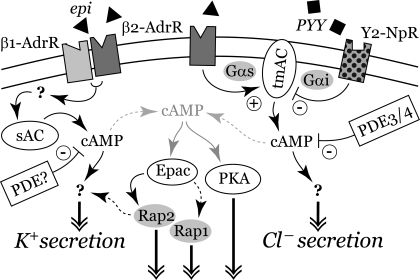 epi
PYY
β1-AdrR
β2-AdrR
Y2-NpR
Gαs
tmAC
Gαi
?
+
−
sAC
cAMP
cAMP
cAMP
PDE3/4
−
−
PDE?
Epac
PKA
?
?
Rap2
Rap1
K+secretion
Cl− secretion